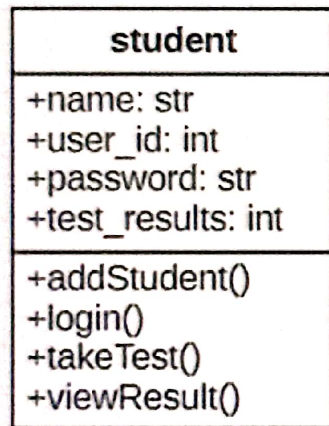 student
+name: str
+user_id: int
+password: str
+test_results: int
+addStudent()
+login()
+takeTest()
+viewResult()